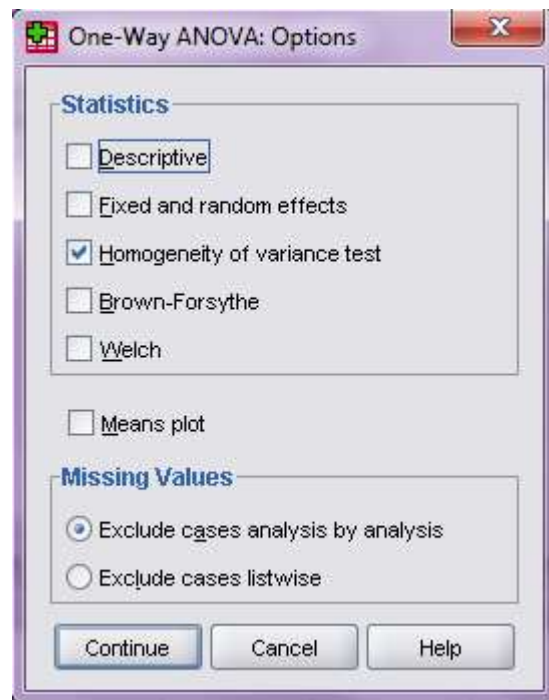 One-Way ANOVA: Options
Statistics
Descriptive
Fixed and random effects
Homogeneity of variance test
Brown-Forsythe
Welch
Means plot
Missing Values
Exclude cases analysis by analysis
Exclude cases listwise
Continue Cancel Help